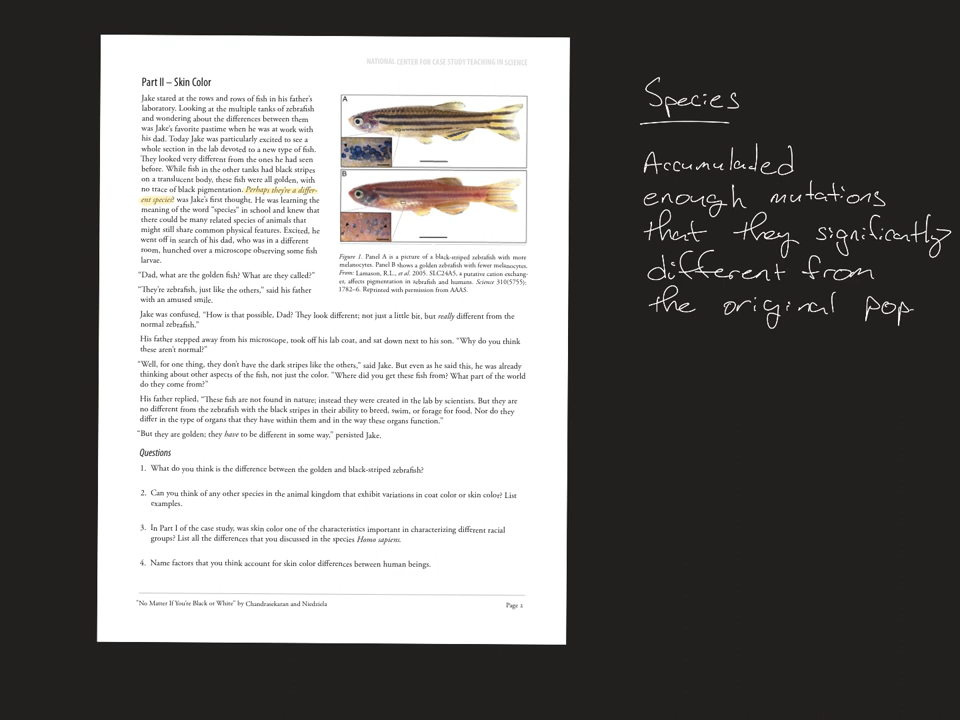 NATIONAL CENTER FOR CASE STUDY TEACHING IN SCIENCE
Part II – Skin Color
Jake stared at the rows and rows of fish in his father's
laboratory. Looking at the multiple tanks of zebrafish
and wondering about the differences between them
was Jake's favorite pastime when he was at work with
his dad. Today Jake was particularly excited to see a
whole section in the lab devoted to a new type of fish.
They looked very different from the ones he had seen
before. While fish in the other tanks had black stripes
on a translucent body, these fish were all golden, with
no trace of black pigmentation. Perhaps they're a differ-
ent species? was Jake's first thought. He was learning the
meaning of the word "species" in school and knew that
there could be many related species of animals that
might still share common physical features. Excited, he
went off in search of his dad, who was in a different
room, hunched over a microscope observing some fish
larvae.
A
B
Figure 1. Panel A is a picture of a black-striped zebrafish with more
melanocytes. Panel B shows a golden zebrafish with fewer melanocytes.
From: Lamason, R.L., et al. 2005. SLC24A5, a putative cation exchang-
er, affects pigmentation in zebrafish and humans. Science 310(5755):
1782–6. Reprinted with permission from AAAS.
"Dad, what are the golden fish? What are they called?"
"They're zebrafish, just like the others," said his father
with an amused smile.
Jake was confused. "How is that possible, Dad? They look different; not just a little bit, but really different from the
normal zebrafish."
His father stepped away from his microscope, took off his lab coat, and sat down next to his son. "Why do you think
these aren't normal?"
"Well, for one thing, they don't have the dark stripes like the others," said Jake. But even as he said this, he was already
thinking about other aspects of the fish, not just the color. "Where did you get these fish from? What part of the world
do they come from?"
His father replied, "These fish are not found in nature; instead they were created in the lab by scientists. But they are
no different from the zebrafish with the black stripes in their ability to breed, swim, or forage for food. Nor do they
differ in the type of organs that they have within them and in the way these organs function."
"But they are golden; they have to be different in some way," persisted Jake.
Questions
1. What do you think is the difference between the golden and black-striped zebrafish?
2. Can you think of any other species in the animal kingdom that exhibit variations in coat color or skin color? List
examples.
3. In Part I of the case study, was skin color one of the characteristics important in characterizing different racial
groups? List all the differences that you discussed in the species Homo sapiens.
4. Name factors that you think account for skin color differences between human beings.
"No Matter If You're Black or White" by Chandrasekaran and Niedziela
Page 2
Species
Accumulated
enough mutations
that they significantly
different from
the original pop